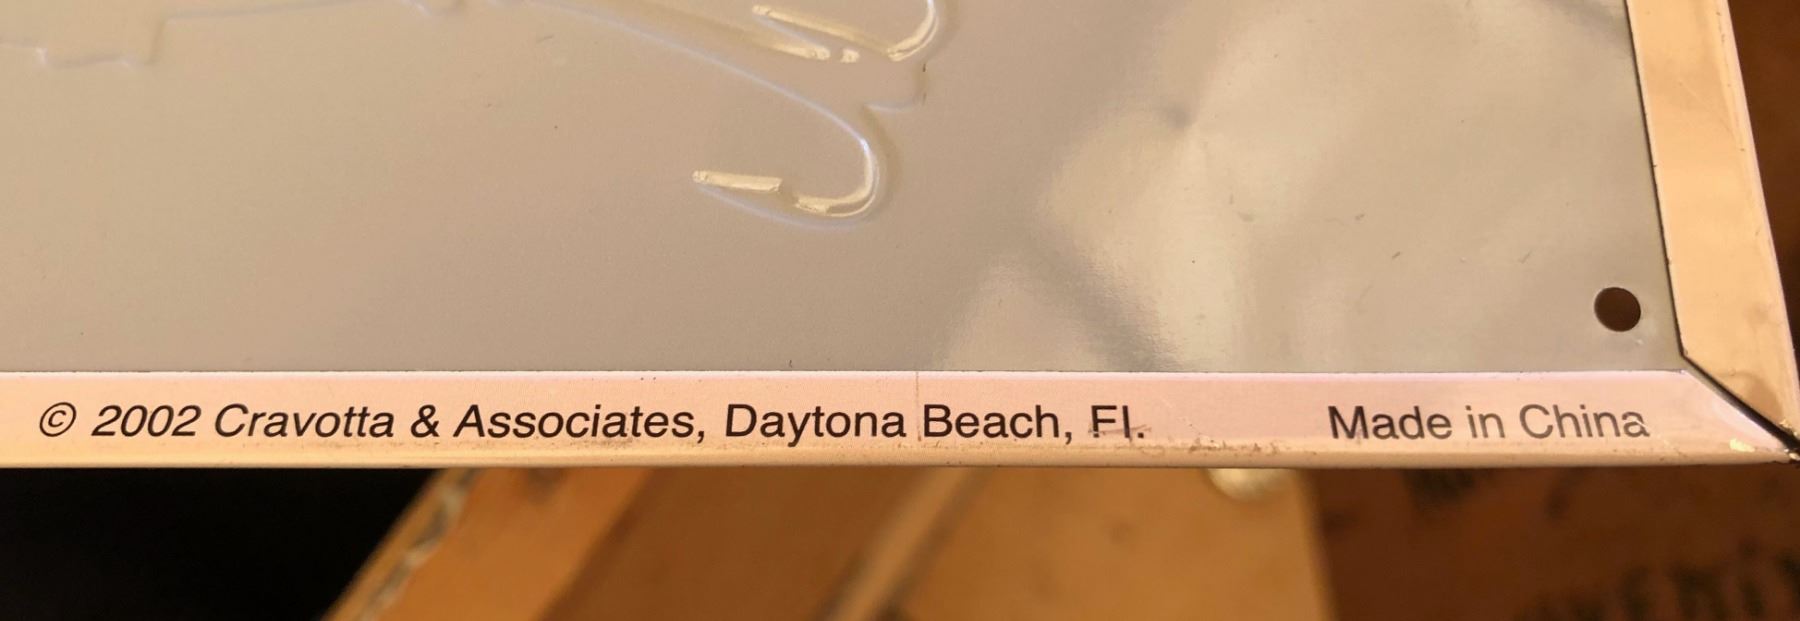 © 2002 Cravotta & Associates, Daytona Beach, Fl. Made in China